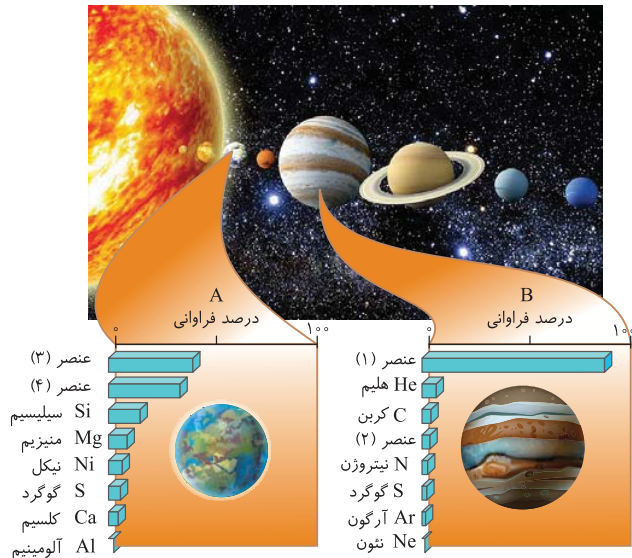 A
درصد فراوانی
۰ ۱۰۰
عنصر (۳)
عنصر (۴)
Si سیلیسیم
Mg منیزیم
Ni نیکل
S گوگرد
Ca کلسیم
Al آلومینیم
B
درصد فراوانی
۰ ۱۰۰
عنصر (۱)
He هلیم
C کربن
عنصر (۲)
N نیتروژن
S گوگرد
Ar آرگون
Ne نئون